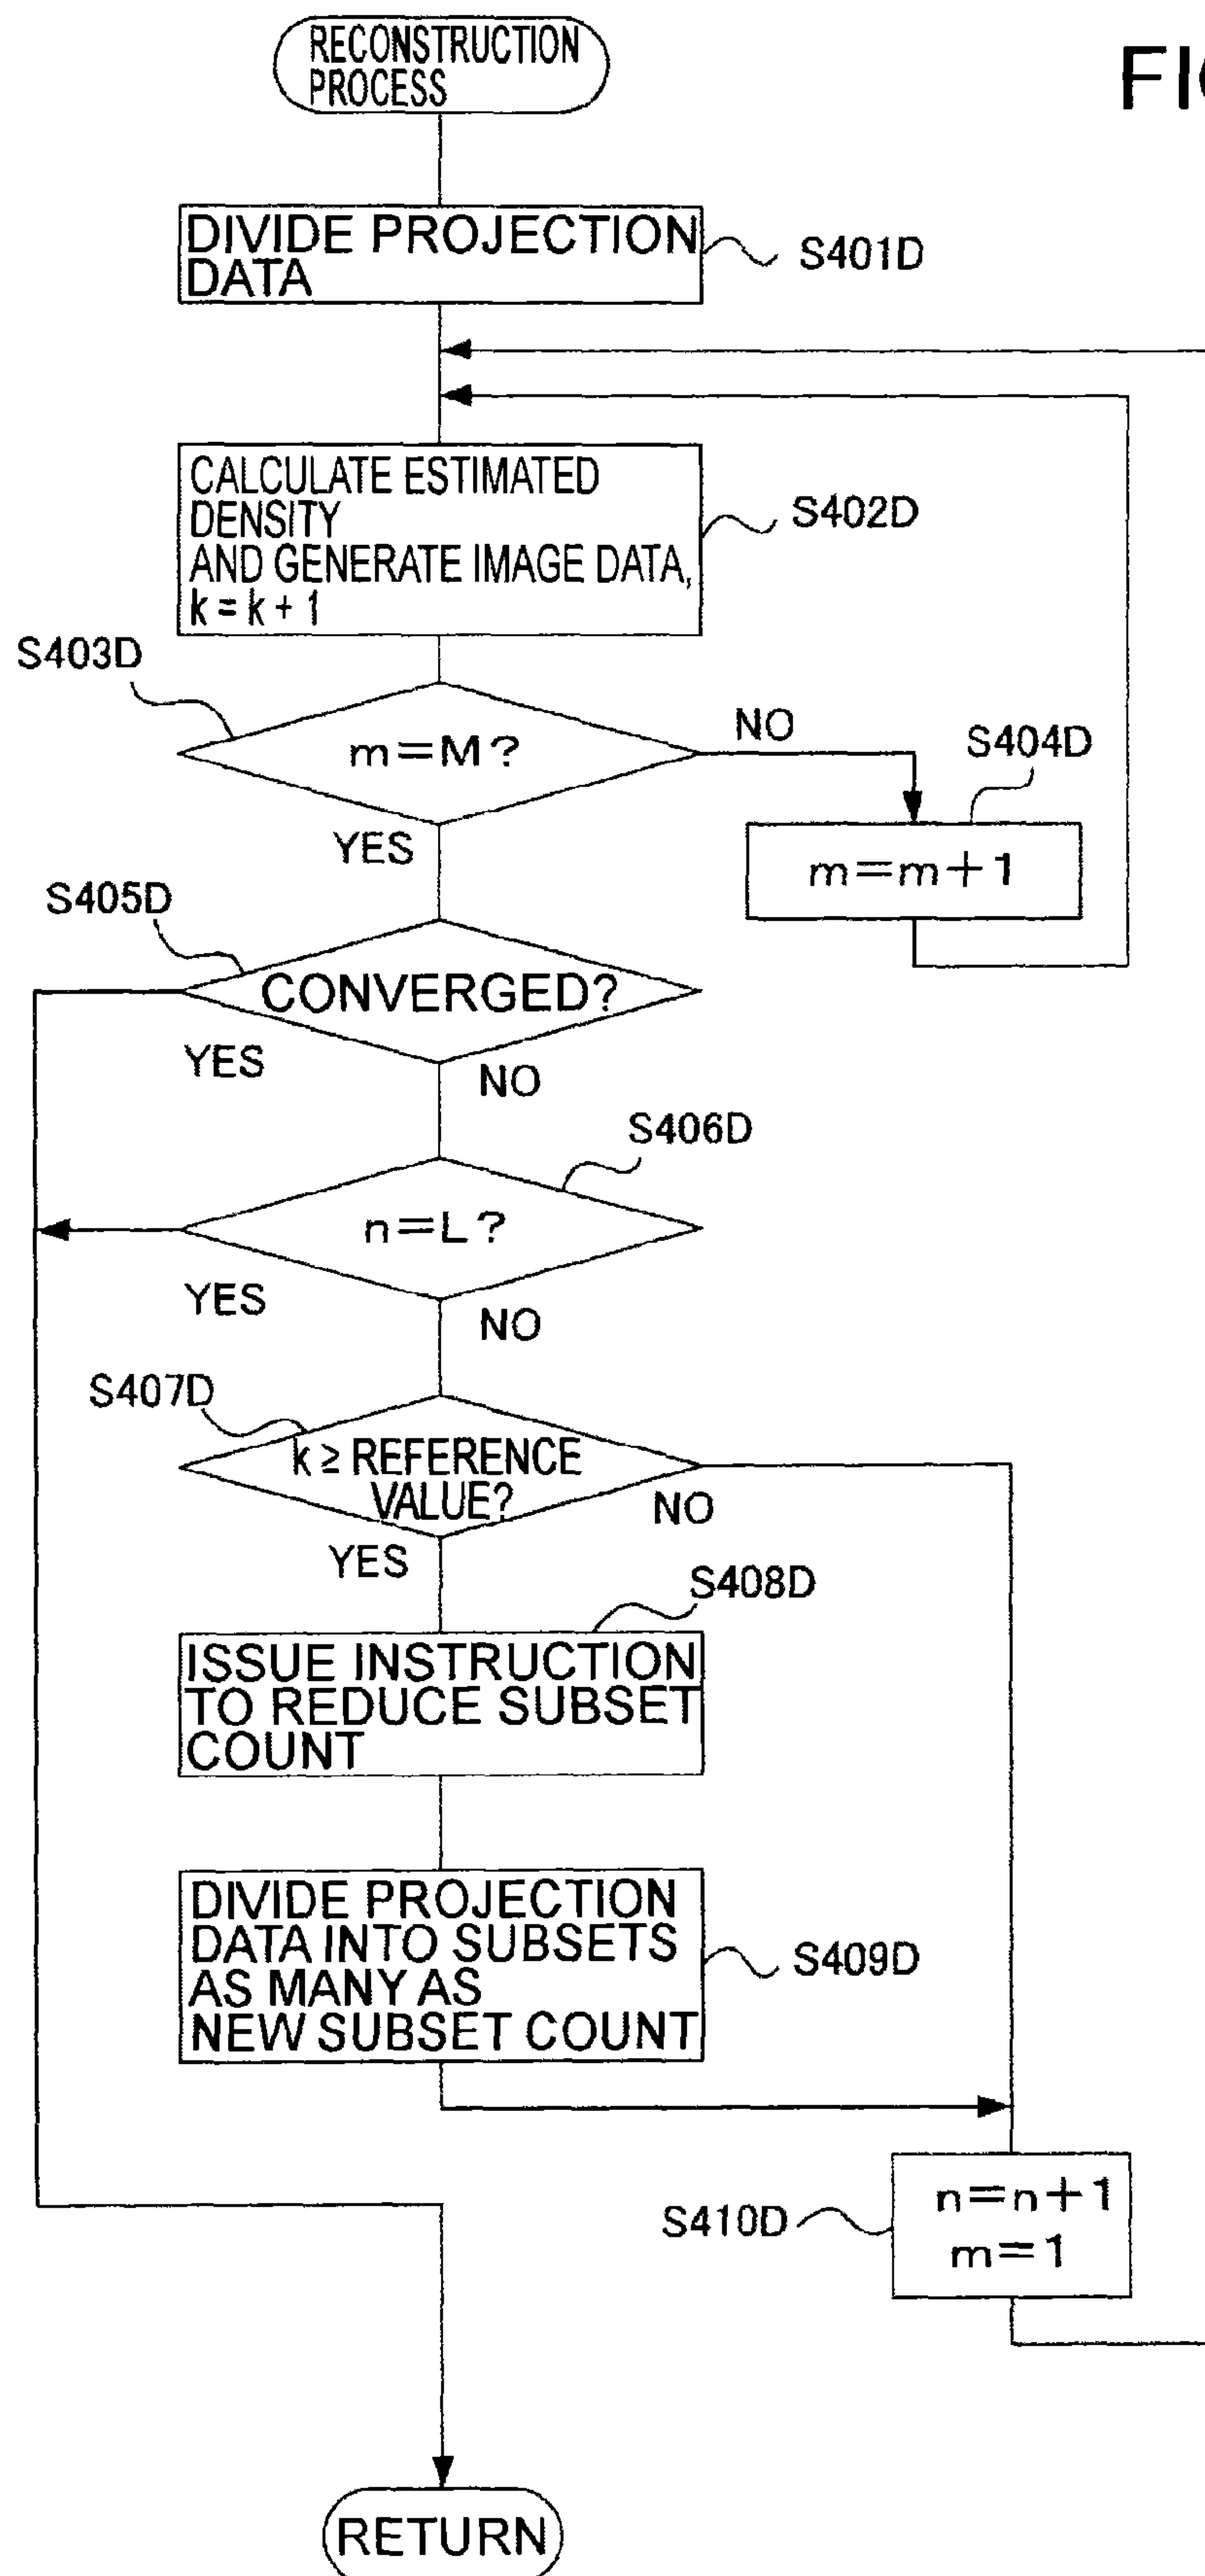 RECONSTRUCTION
PROCESS
FIG
DIVIDE PROJECTION
DATA
S401D
CALCULATE ESTIMATED
DENSITY
AND GENERATE IMAGE DATA,
k = k + 1
S402D
S403D
m=M?
NO
S404D
m=m+1
YES
S405D
CONVERGED?
YES
NO
S406D
n=L?
YES
NO
S407D
k ≥ REFERENCE
VALUE?
NO
YES
S408D
ISSUE INSTRUCTION
TO REDUCE SUBSET
COUNT
DIVIDE PROJECTION
DATA INTO SUBSETS
AS MANY AS
NEW SUBSET COUNT
S409D
n=n+1
m=1
S410D
RETURN